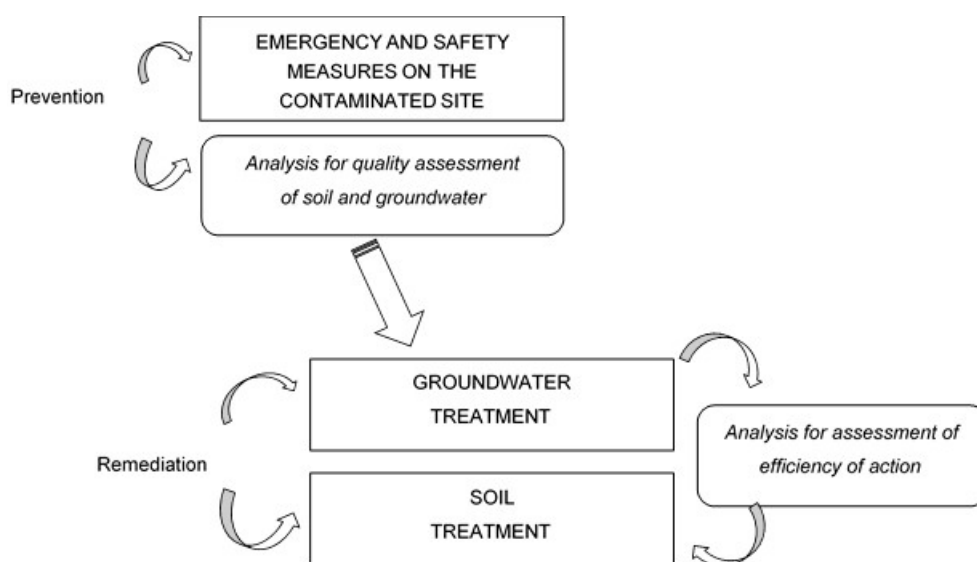 EMERGENCY AND SAFETY
MEASURES ON THE
CONTAMINATED SITE
Prevention
Analysis for quality assessment
of soil and groundwater
GROUNDWATER
TREATMENT
Analysis for assessment of
efficiency of action
Remediation
SOIL
TREATMENT